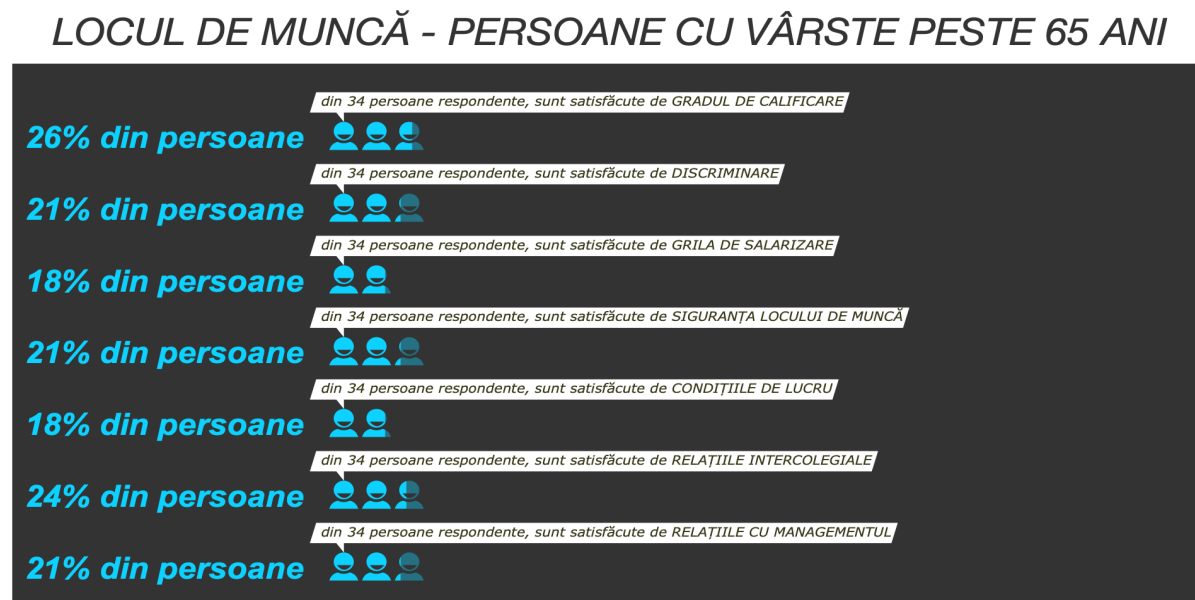 LOCUL DE MUNCĂ - PERSOANE CU VÂRSTE PESTE 65 ANI
din 34 persoane respondente, sunt satisfăcute de GRADUL DE CALIFICARE
26% din persoane
din 34 persoane respondente, sunt satisfăcute de DISCRIMINARE
21% din persoane
din 34 persoane respondente, sunt satisfăcute de GRILA DE SALARIZARE
18% din persoane
din 34 persoane respondente, sunt satisfăcute de SIGURANȚA LOCULUI DE MUNCĂ
21% din persoane
din 34 persoane respondente, sunt satisfăcute de CONDIȚIILE DE LUCRU
18% din persoane
din 34 persoane respondente, sunt satisfăcute de RELAȚIILE INTERCOLEGIALE
24% din persoane
din 34 persoane respondente, sunt satisfăcute de RELAȚIILE CU MANAGEMENTUL
21% din persoane